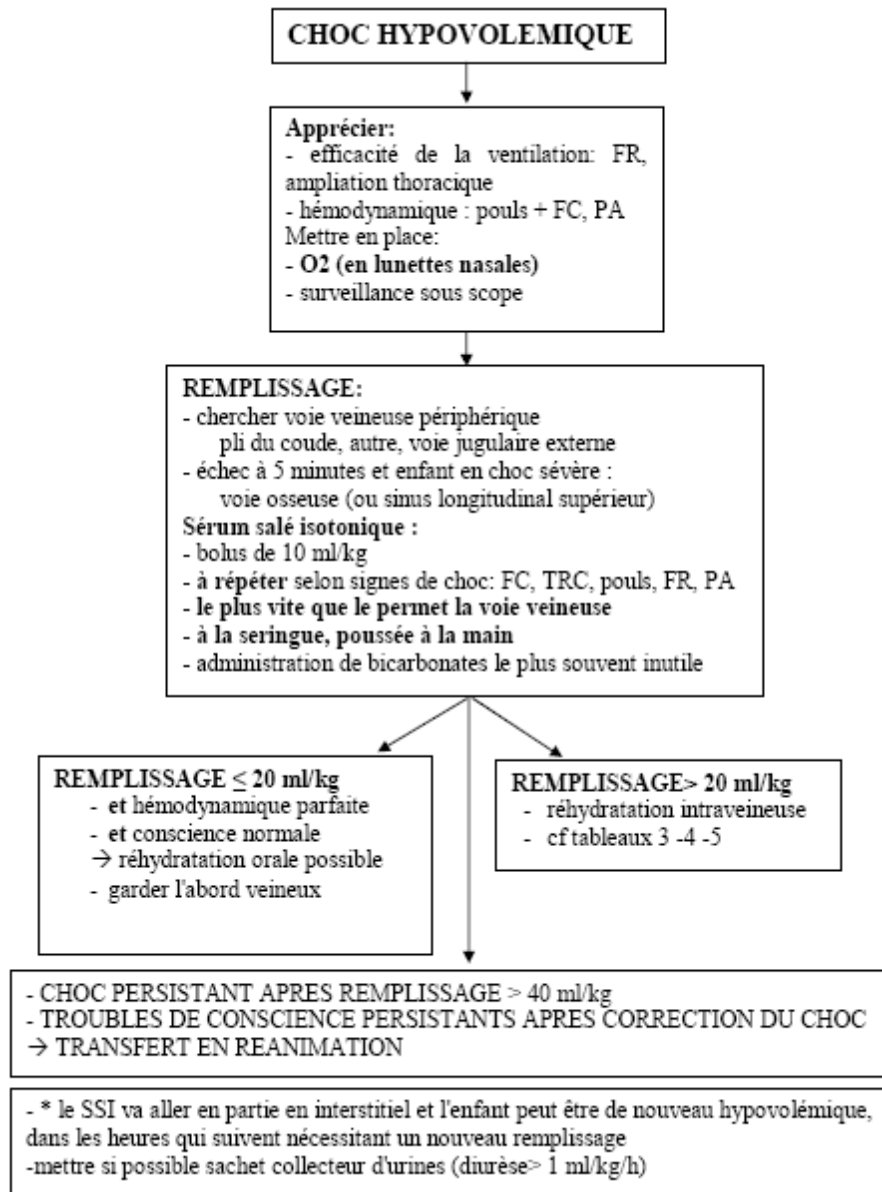 CHOC HYPOVOLEMIQUE
Apprécier:
- efficacité de la ventilation: FR,
ampliation thoracique
- hémodynamique : pouls + FC, PA
Mettre en place:
- O2 (en lunettes nasales)
- surveillance sous scope
REMPLISSAGE:
- chercher voie veineuse périphérique
pli du coude, autre, voie jugulaire externe
- échec à 5 minutes et enfant en choc sévère :
voie osseuse (ou sinus longitudinal supérieur)
Sérum salé isotonique :
- bolus de 10 ml/kg
- à répéter selon signes de choc: FC, TRC, pouls, FR, PA
- le plus vite que le permet la voie veineuse
- à la seringue, poussée à la main
- administration de bicarbonates le plus souvent inutile
REMPLISSAGE ≤ 20 ml/kg
- et hémodynamique parfaite
- et conscience normale
→ réhydratation orale possible
- garder l'abord veineux
REMPLISSAGE> 20 ml/kg
- réhydratation intraveineuse
- cf tableaux 3 -4 -5
- CHOC PERSISTANT APRES REMPLISSAGE > 40 ml/kg
- TROUBLES DE CONSCIENCE PERSISTANTS APRES CORRECTION DU CHOC
→ TRANSFERT EN REANIMATION
- * le SSI va aller en partie en interstitiel et l'enfant peut être de nouveau hypovolémique,
dans les heures qui suivent nécessitant un nouveau remplissage
-mettre si possible sachet collecteur d'urines (diurèse> 1 ml/kg/h)